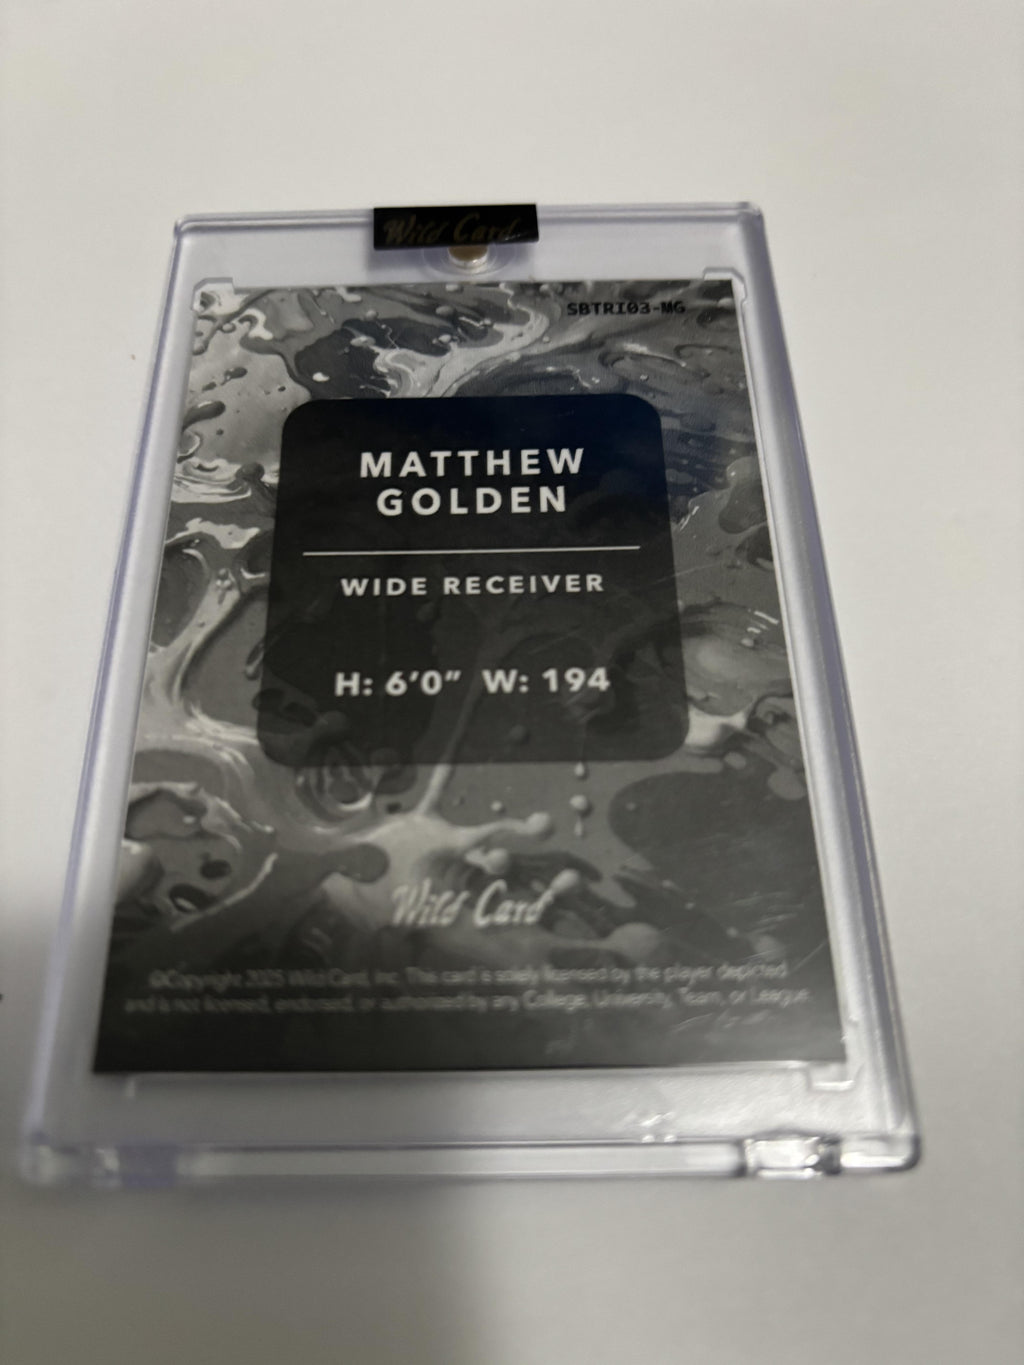 Wild Card
SBTRI03-MG
MATTHEW
GOLDEN
WIDE RECEIVER
H: 6'0" W: 194
Wild Card
©Copyright 2025 Wild Card, Inc. This card is solely licensed by the player depicted
and is not licensed, endorsed, or authorized by any College, University, Team, or League.